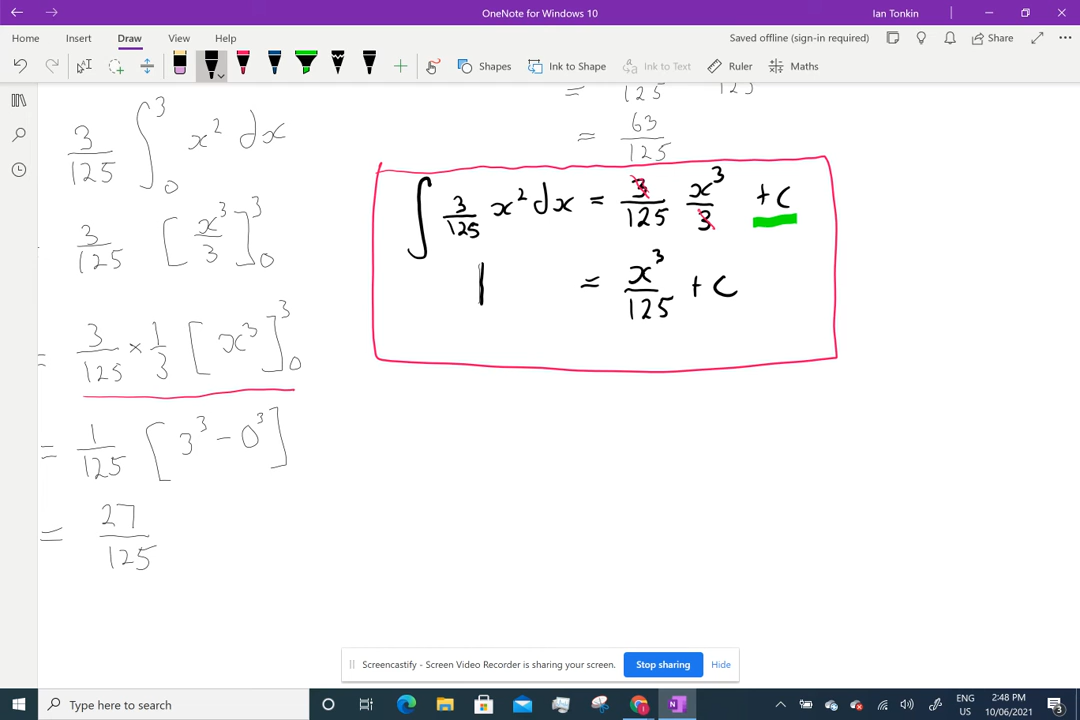 OneNote for Windows 10
Ian Tonkin
Home Insert Draw View Help
Saved offline (sign-in required)
Share
Shapes
Ink to Shape
Ink to Text
Ruler
Maths
= 125 125
= 63/125
3/125 ∫₀³ x² dx
3/125 [x³/3]₀³
= 3/125 × 1/3 [x³]₀³
= 1/125 [3³ - 0³]
= 27/125
∫ 3/125 x² dx = 3/125 x³/3 + c
= x³/125 + c
Screencastify - Screen Video Recorder is sharing your screen.
Stop sharing
Hide
Type here to search
ENG
US
2:48 PM
10/06/2021
3